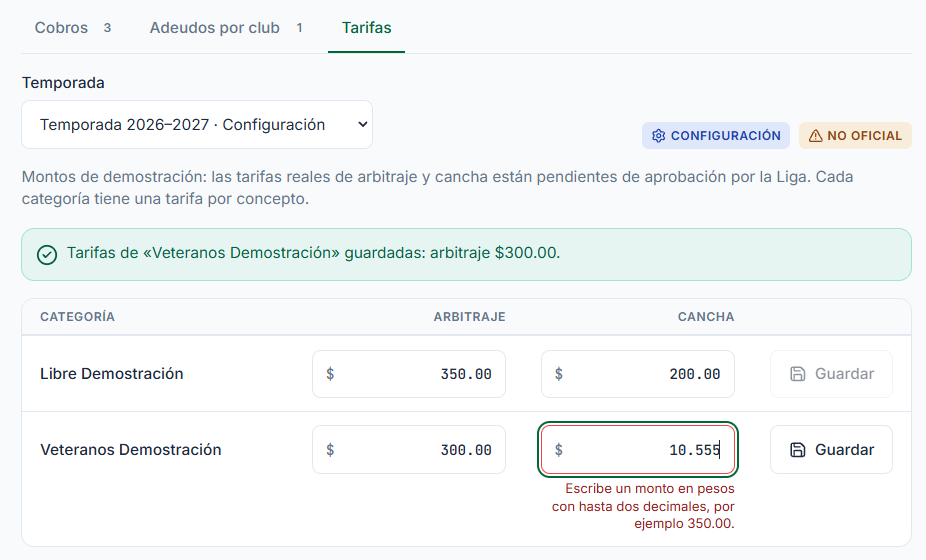 Cobros 3 Adeudos por club 1 Tarifas
Temporada
Temporada 2026–2027 · Configuración
CONFIGURACIÓN NO OFICIAL
Montos de demostración: las tarifas reales de arbitraje y cancha están pendientes de aprobación por la Liga. Cada
categoría tiene una tarifa por concepto.
Tarifas de «Veteranos Demostración» guardadas: arbitraje $300.00.
CATEGORÍA ARBITRAJE CANCHA
Libre Demostración $ 350.00 $ 200.00 Guardar
Veteranos Demostración $ 300.00 $ 10.555 Guardar
Escribe un monto en pesos
con hasta dos decimales, por
ejemplo 350.00.